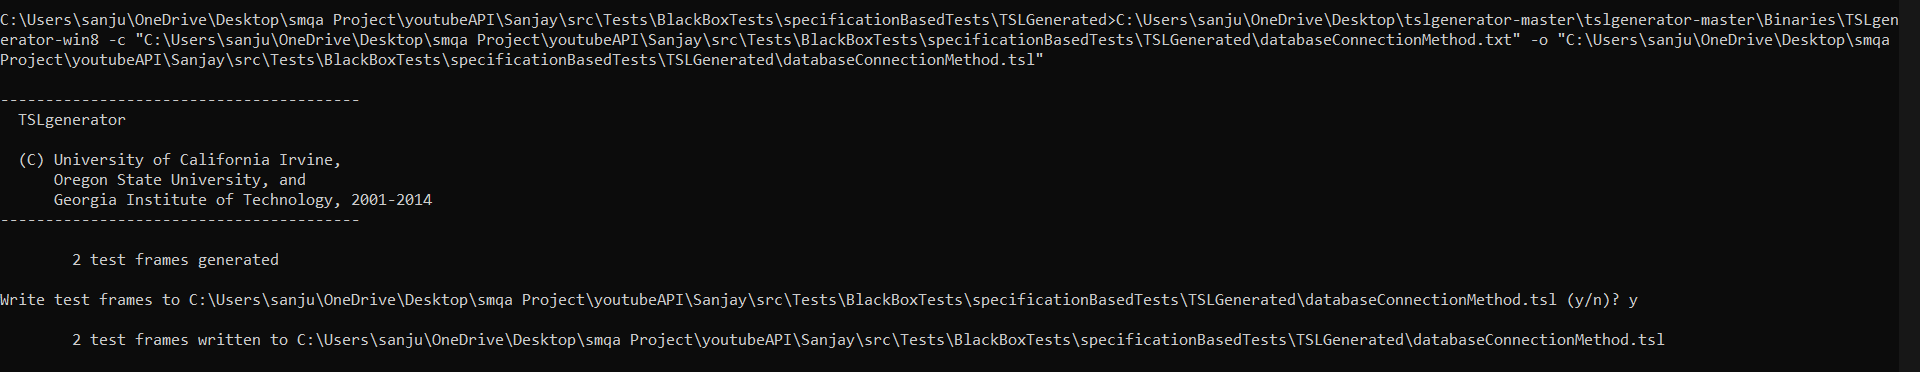 C:\Users\sanju\OneDrive\Desktop\smqa Project\youtubeAPI\Sanjay\src\Tests\BlackBoxTests\specificationBasedTests\TSLGenerated>C:\Users\sanju\OneDrive\Desktop\tslgenerator-master\tslgenerator-master\Binaries\TSLgen
erator-win8 -c "C:\Users\sanju\OneDrive\Desktop\smqa Project\youtubeAPI\Sanjay\src\Tests\BlackBoxTests\specificationBasedTests\TSLGenerated\databaseConnectionMethod.txt" -o "C:\Users\sanju\OneDrive\Desktop\smqa
Project\youtubeAPI\Sanjay\src\Tests\BlackBoxTests\specificationBasedTests\TSLGenerated\databaseConnectionMethod.tsl"
----------------------------------------
TSLgenerator
(C) University of California Irvine,
Oregon State University, and
Georgia Institute of Technology, 2001-2014
----------------------------------------
2 test frames generated
Write test frames to C:\Users\sanju\OneDrive\Desktop\smqa Project\youtubeAPI\Sanjay\src\Tests\BlackBoxTests\specificationBasedTests\TSLGenerated\databaseConnectionMethod.tsl (y/n)? y
2 test frames written to C:\Users\sanju\OneDrive\Desktop\smqa Project\youtubeAPI\Sanjay\src\Tests\BlackBoxTests\specificationBasedTests\TSLGenerated\databaseConnectionMethod.tsl